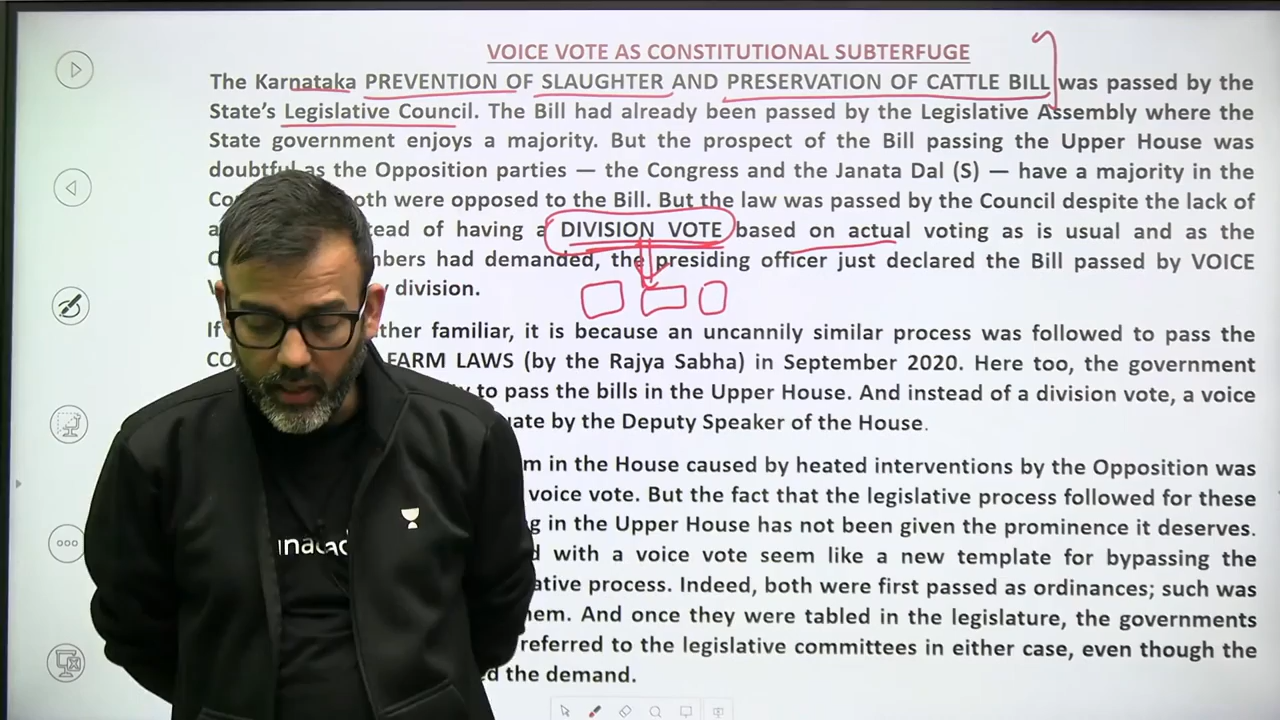 VOICE VOTE AS CONSTITUTIONAL SUBTERFUGE
The Karnataka PREVENTION OF SLAUGHTER AND PRESERVATION OF CATTLE BILL was passed by the
State's Legislative Council. The Bill had already been passed by the Legislative Assembly where the
State government enjoys a majority. But the prospect of the Bill passing the Upper House was
doubtful as the Opposition parties — the Congress and the Janata Dal (S) — have a majority in the
both were opposed to the Bill. But the law was passed by the Council despite the lack of
instead of having a DIVISION VOTE based on actual voting as is usual and as the
members had demanded, the presiding officer just declared the Bill passed by VOICE
division.
If familiar, it is because an uncannily similar process was followed to pass the
FARM LAWS (by the Rajya Sabha) in September 2020. Here too, the government
to pass the bills in the Upper House. And instead of a division vote, a voice
by the Deputy Speaker of the House.
in the House caused by heated interventions by the Opposition was
voice vote. But the fact that the legislative process followed for these
in the Upper House has not been given the prominence it deserves.
with a voice vote seem like a new template for bypassing the
process. Indeed, both were first passed as ordinances; such was
And once they were tabled in the legislature, the governments
referred to the legislative committees in either case, even though the
the demand.